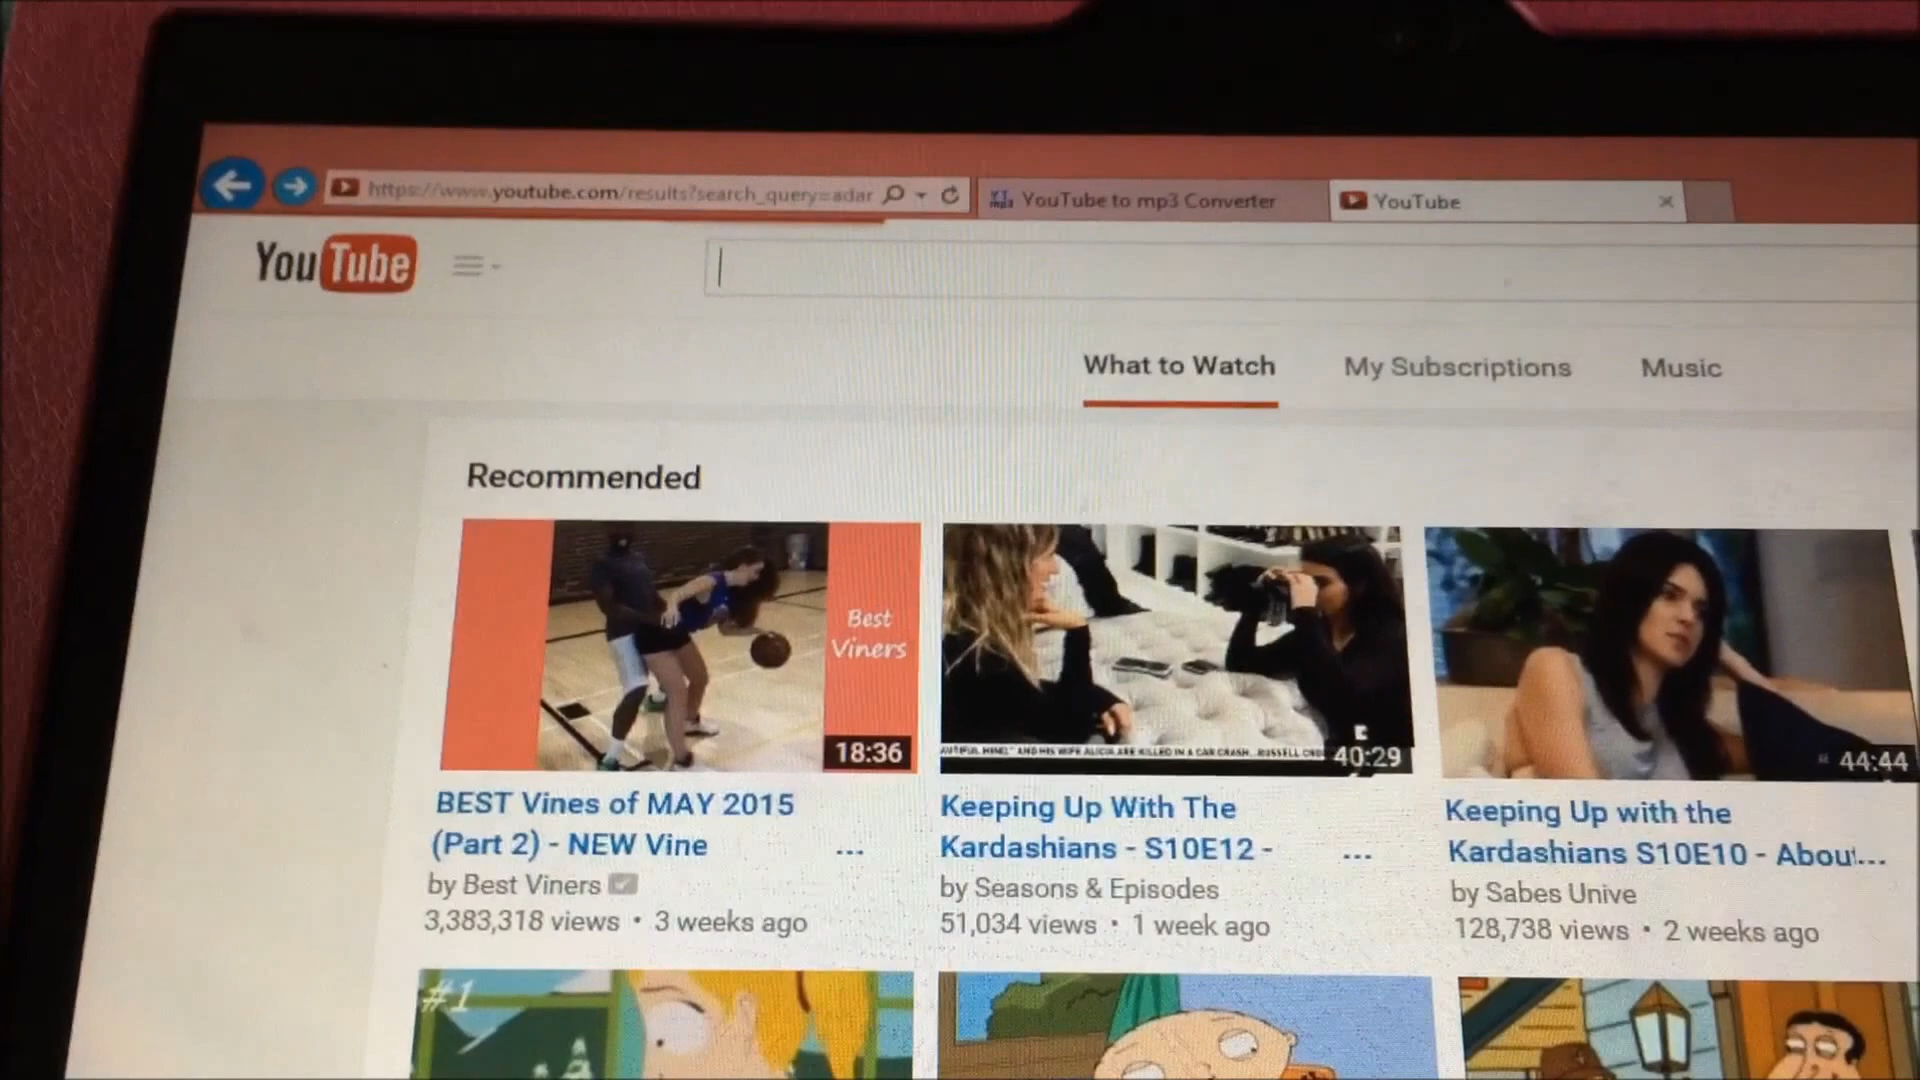 https://www.youtube.com/results?search_query=adar
YouTube to mp3 Converter
YouTube
YouTube
What to Watch
My Subscriptions
Music
Recommended
Best
Viners
18:36
40:29
44:44
BEST Vines of MAY 2015
(Part 2) - NEW Vine
...
by Best Viners
3,383,318 views • 3 weeks ago
Keeping Up With The
Kardashians - S10E12 -
...
by Seasons & Episodes
51,034 views • 1 week ago
Keeping Up with the
Kardashians S10E10 - About...
by Sabes Unive
128,738 views • 2 weeks ago
#1